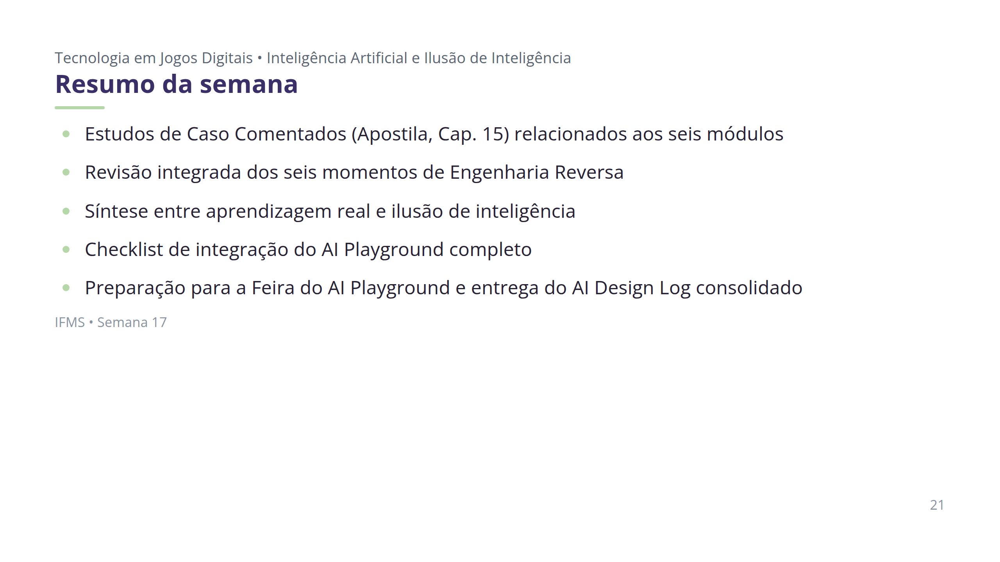 Tecnologia em Jogos Digitais • Inteligência Artificial e Ilusão de Inteligência
Resumo da semana
• Estudos de Caso Comentados (Apostila, Cap. 15) relacionados aos seis módulos
• Revisão integrada dos seis momentos de Engenharia Reversa
• Síntese entre aprendizagem real e ilusão de inteligência
• Checklist de integração do AI Playground completo
• Preparação para a Feira do AI Playground e entrega do AI Design Log consolidado
IFMS • Semana 17
21